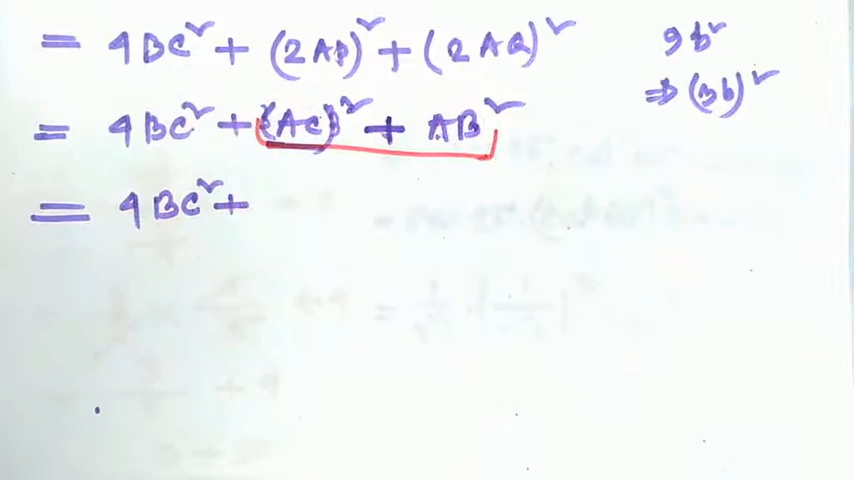 = 4BC² + (2AP)² + (2AQ)²
9b²
⇒ (3b)²
= 4BC² + (AC)² + AB²
= 4BC² +